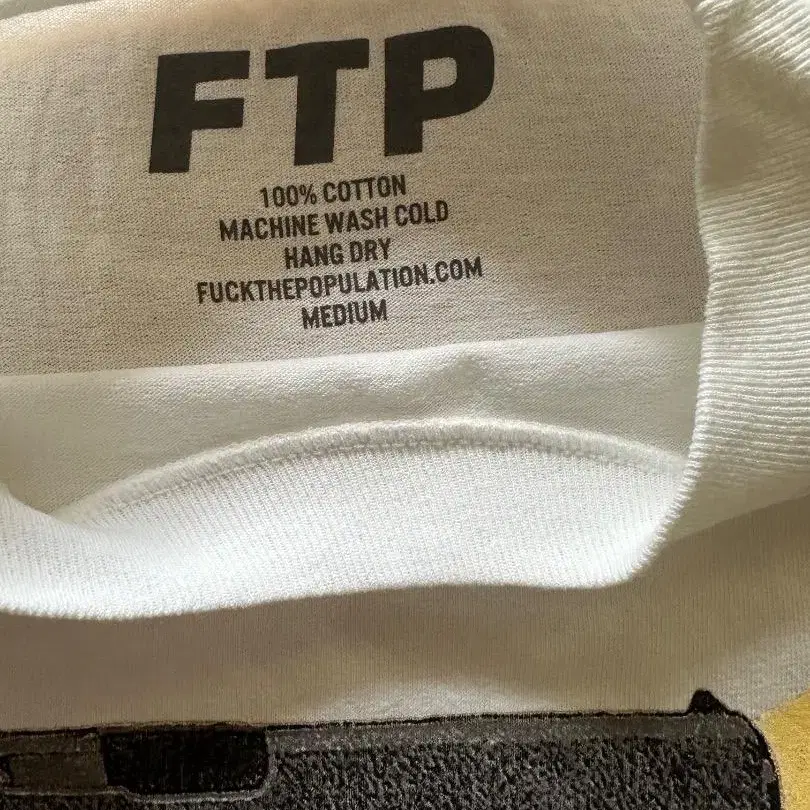 FTP
100% COTTON
MACHINE WASH COLD
HANG DRY
FUCKTHEPOPULATION.COM
MEDIUM